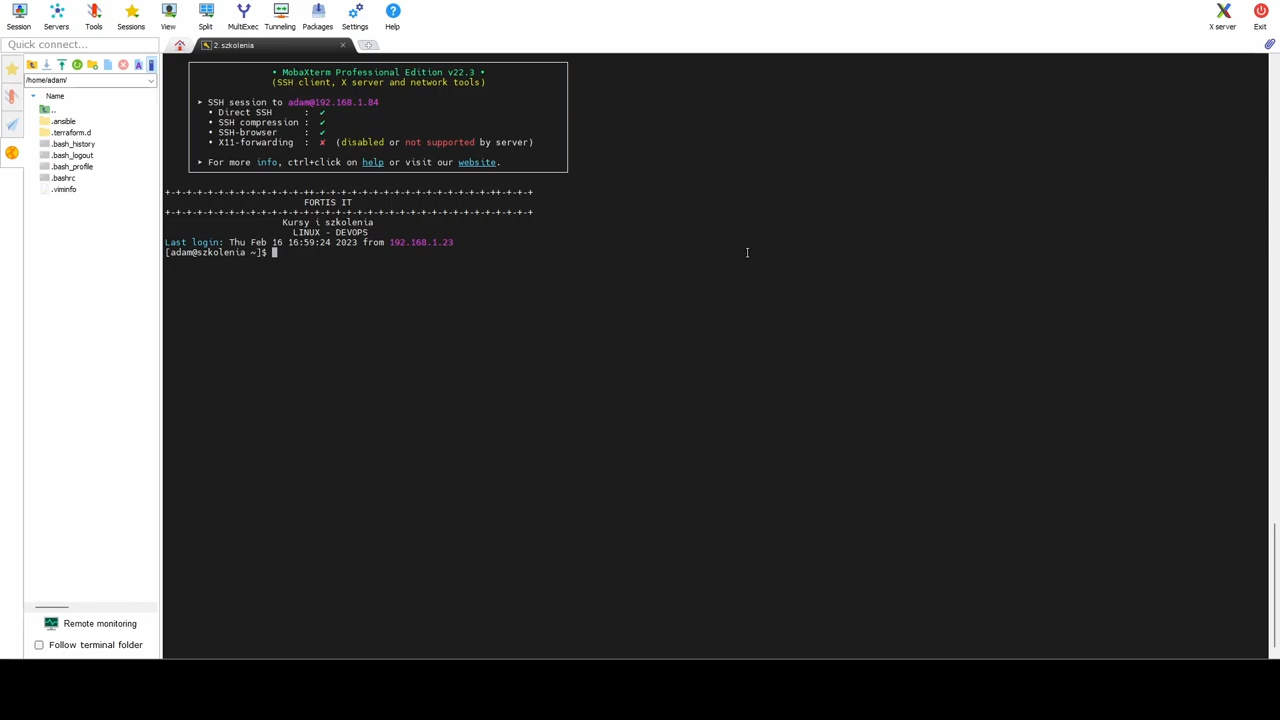 Session Servers Tools Sessions View Split MultiExec Tunneling Packages Settings Help X server Exit
Quick connect...
2. szkolenia
/home/adam/
Name
..
.ansible
.terraform.d
.bash_history
.bash_logout
.bash_profile
.bashrc
.viminfo
Remote monitoring
Follow terminal folder
• MobaXterm Professional Edition v22.3 •
(SSH client, X server and network tools)
➤ SSH session to adam@192.168.1.84
• Direct SSH : ✔
• SSH compression : ✔
• SSH-browser : ✔
• X11-forwarding : ✘ (disabled or not supported by server)
➤ For more info, ctrl+click on help or visit our website.
+-+-+-+-+-+-+-+-+-+-+-+-+-++-+-+-+-+-+-+-+-+-+-+-+-+-+-+-+-+-++-+-+-+
FORTIS IT
+-+-+-+-+-+-+-+-+-+-+-+-+-+-+-+-+-+-+-+-+-+-+-+-+-+-+-+-+-+-+-+-+-+-+
Kursy i szkolenia
LINUX - DEVOPS
Last login: Thu Feb 16 16:59:24 2023 from 192.168.1.23
[adam@szkolenia ~]$